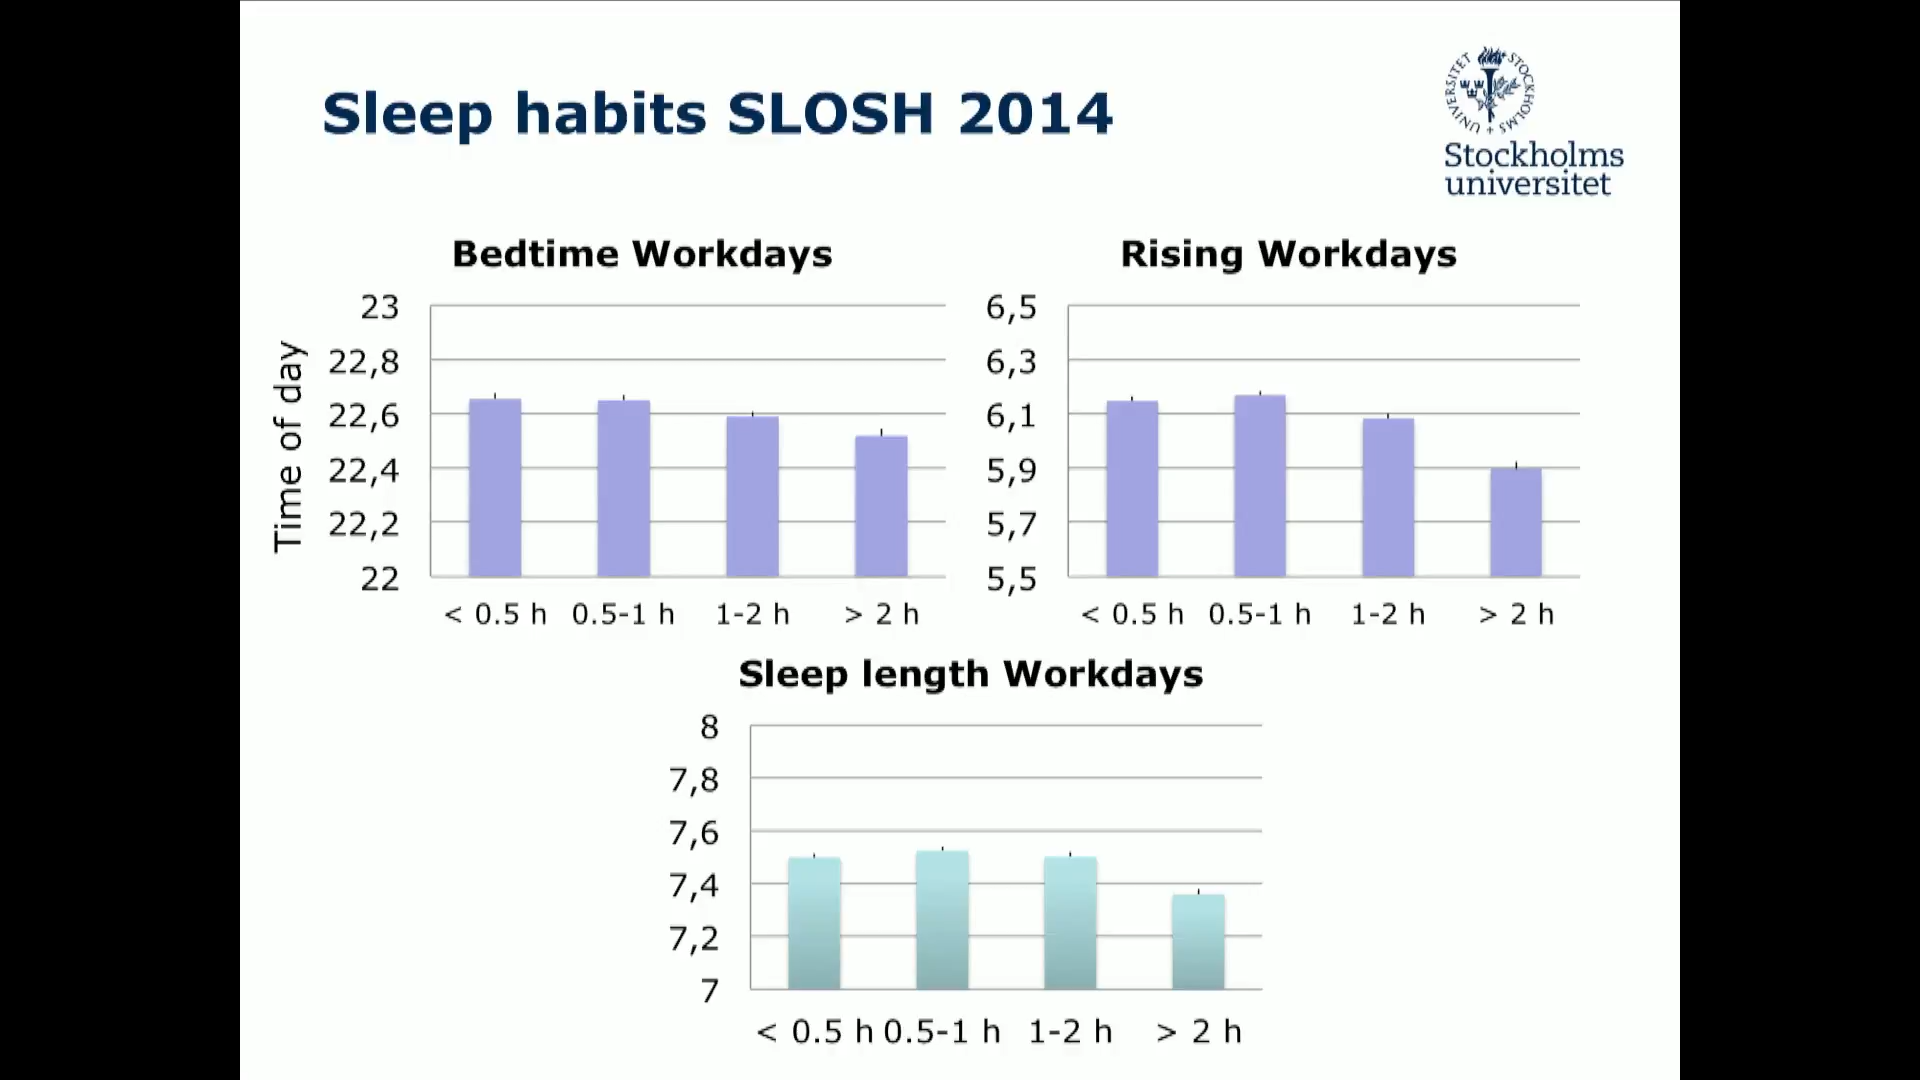 Sleep habits SLOSH 2014
UNIVERSITET
STOCKHOLMS
Stockholms
universitet
Bedtime Workdays
Time of day
23
22,8
22,6
22,4
22,2
22
< 0.5 h 0.5-1 h 1-2 h > 2 h
Rising Workdays
6,5
6,3
6,1
5,9
5,7
5,5
< 0.5 h 0.5-1 h 1-2 h > 2 h
Sleep length Workdays
8
7,8
7,6
7,4
7,2
7
< 0.5 h 0.5-1 h 1-2 h > 2 h